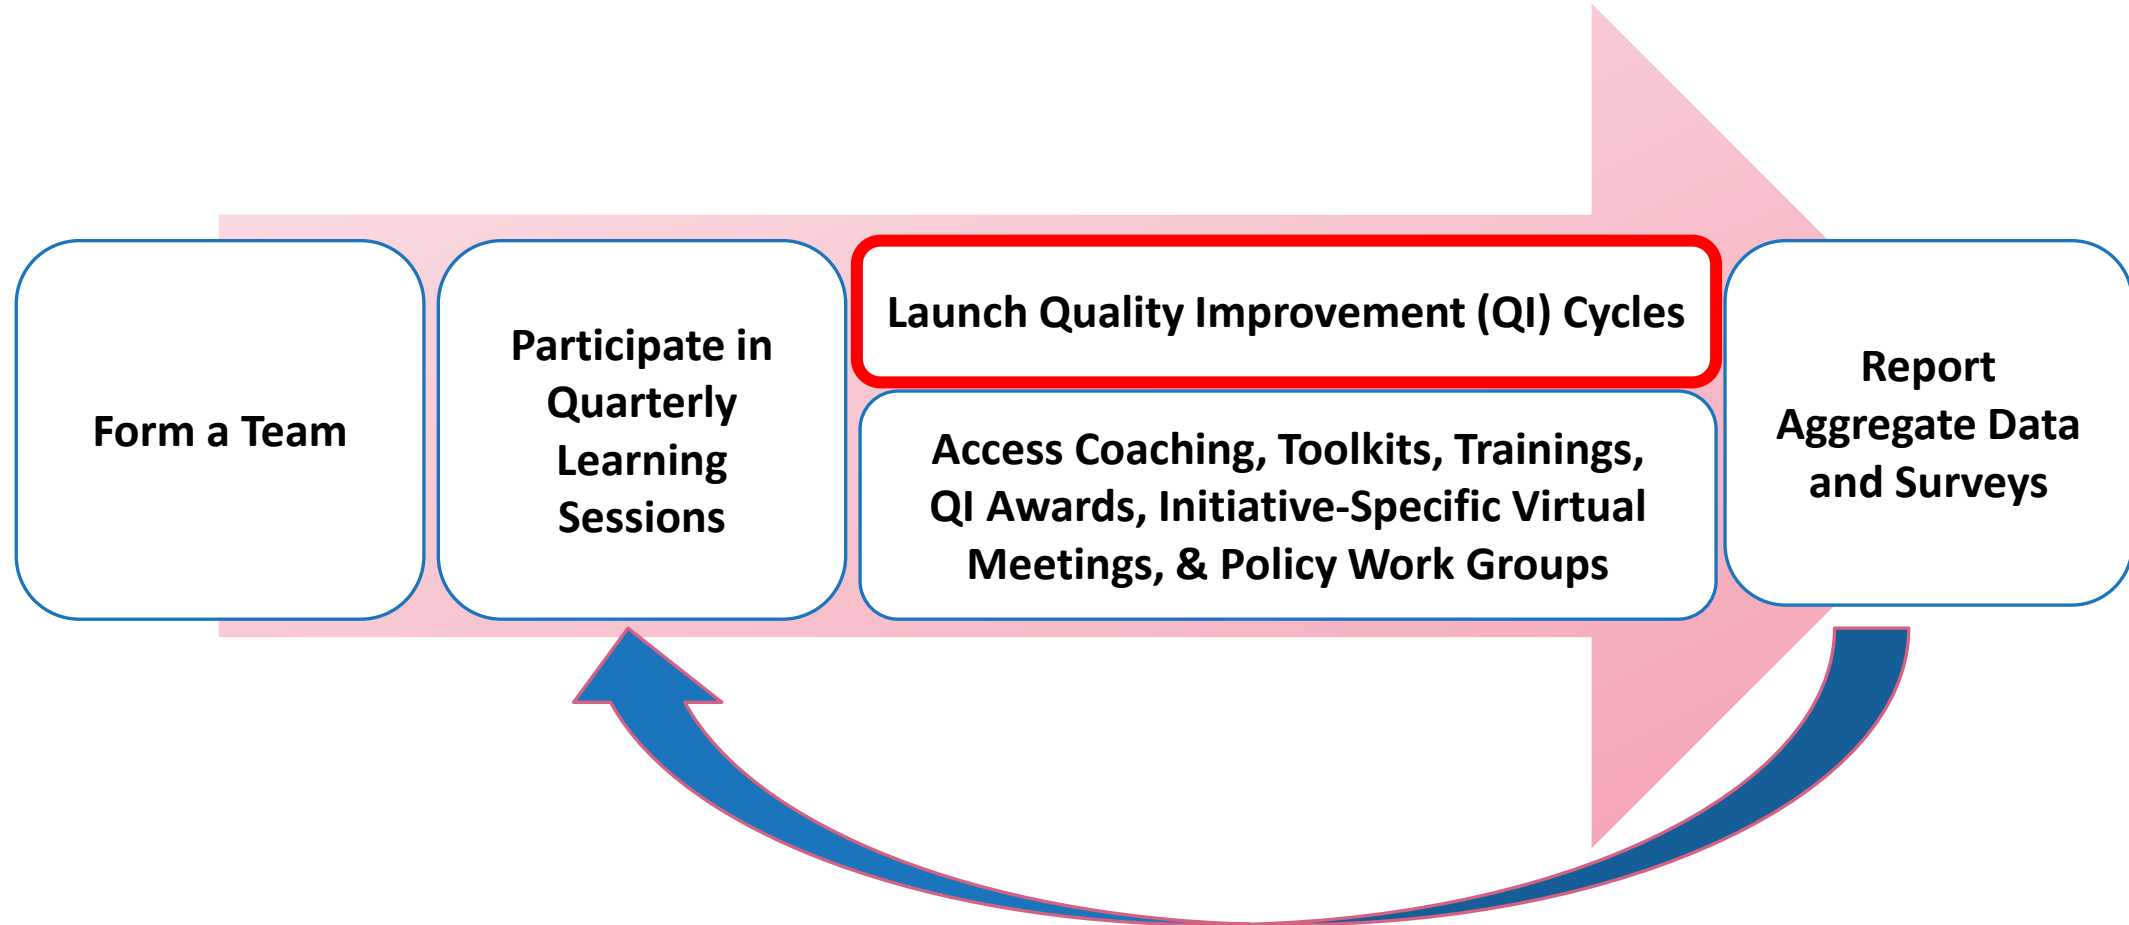 Form a Team
Participate in
Quarterly
Learning
Sessions
Launch Quality Improvement (QI) Cycles
Access Coaching, Toolkits, Trainings,
QI Awards, Initiative-Specific Virtual
Meetings, & Policy Work Groups
Report
Aggregate Data
and Surveys